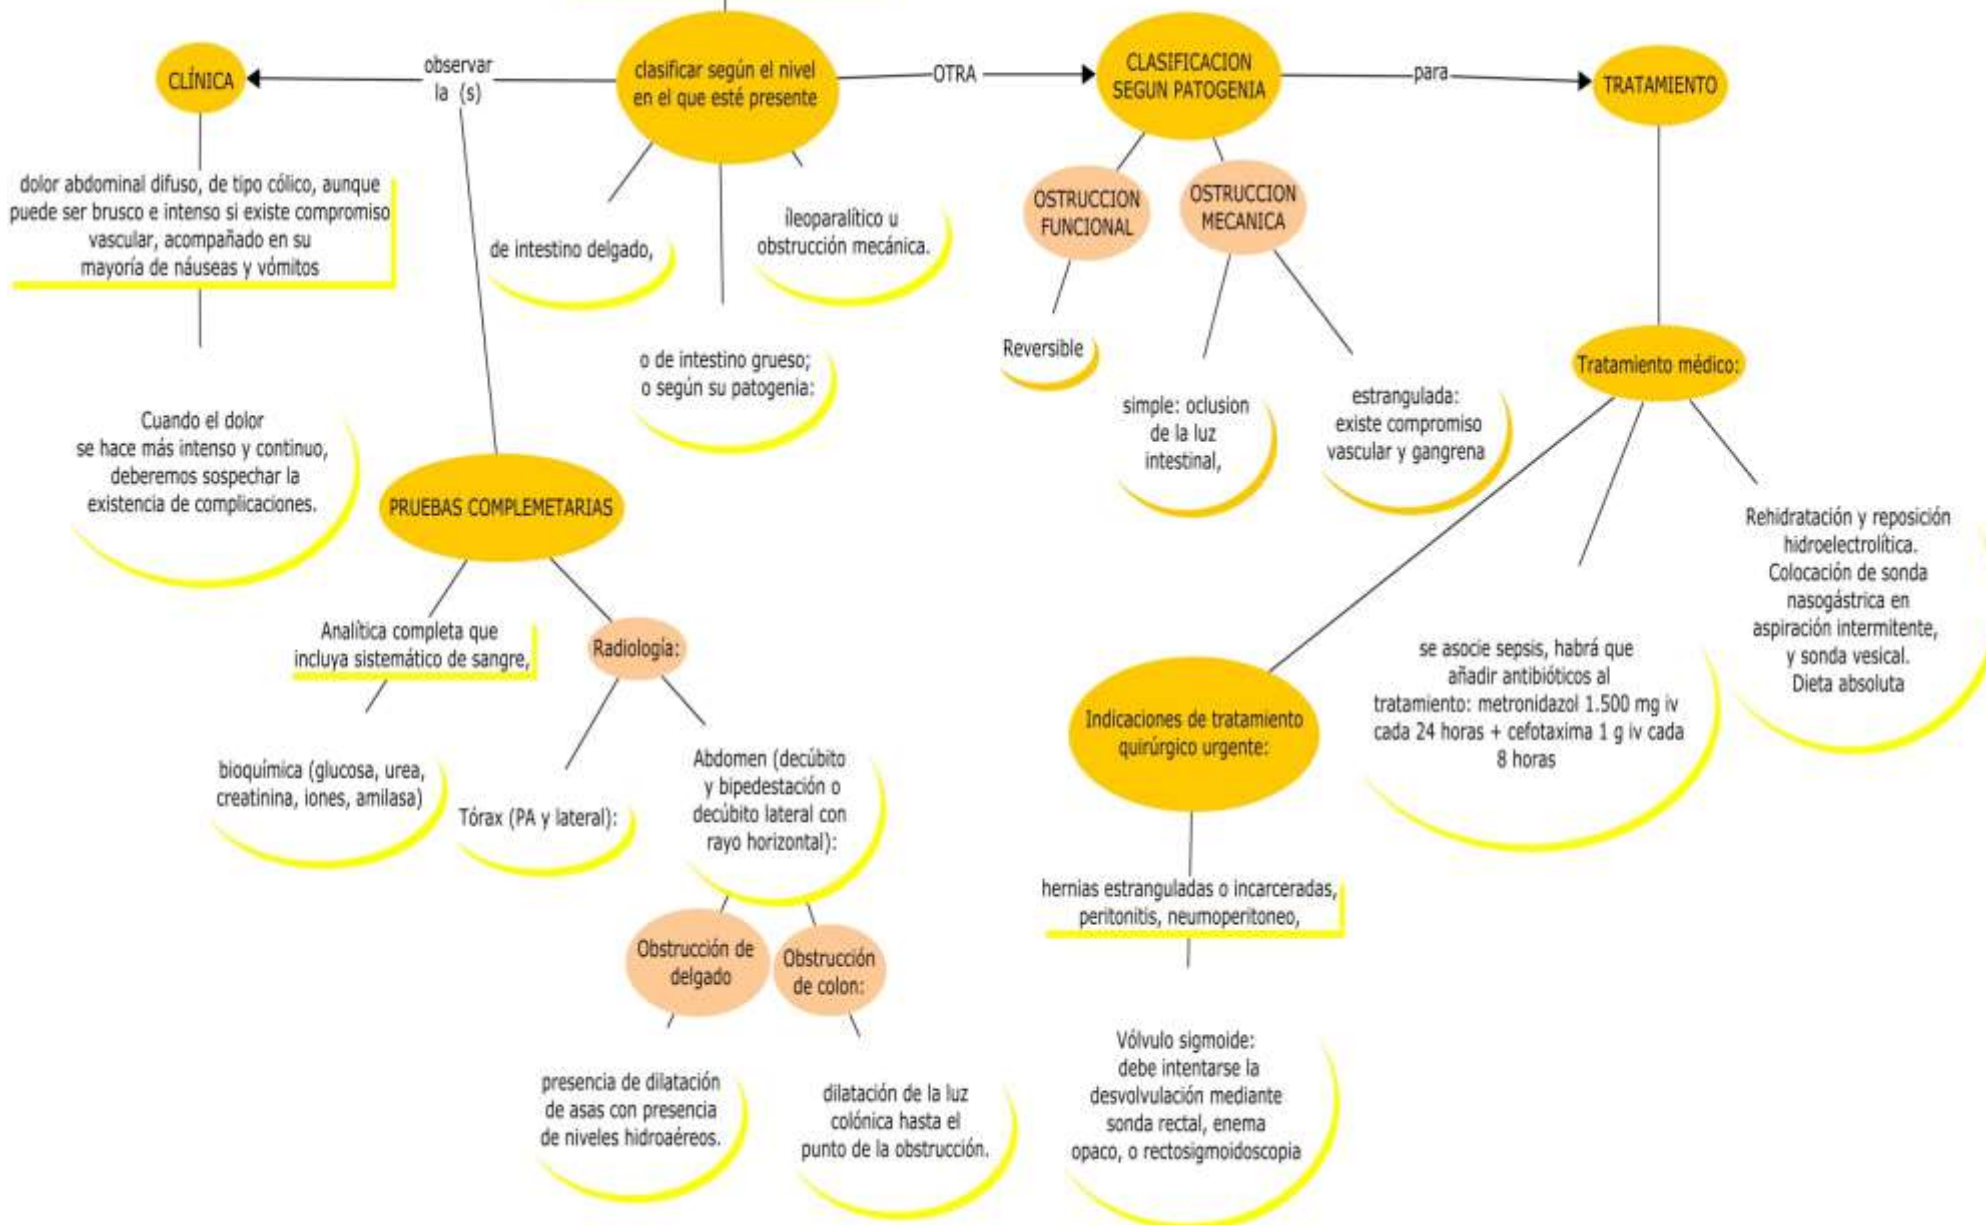 CLÍNICA
observar
la (s)
clasificar según el nivel
en el que esté presente
OTRA
CLASIFICACION
SEGUN PATOGENIA
para
TRATAMIENTO
dolor abdominal difuso, de tipo cólico, aunque
puede ser brusco e intenso si existe compromiso
vascular, acompañado en su
mayoría de náuseas y vómitos
de intestino delgado,
íleoparalítico u
obstrucción mecánica.
OSTRUCCION
FUNCIONAL
OSTRUCCION
MECANICA
o de intestino grueso;
o según su patogenia:
Reversible
simple: oclusion
de la luz
intestinal,
estrangulada:
existe compromiso
vascular y gangrena
Tratamiento médico:
Cuando el dolor
se hace más intenso y continuo,
deberemos sospechar la
existencia de complicaciones.
PRUEBAS COMPLEMETARIAS
Rehidratación y reposición
hidroelectrolítica.
Colocación de sonda
nasogástrica en
aspiración intermitente,
y sonda vesical.
Dieta absoluta
Analítica completa que
incluya sistemático de sangre,
Radiología:
se asocie sepsis, habrá que
añadir antibióticos al
tratamiento: metronidazol 1.500 mg iv
cada 24 horas + cefotaxima 1 g iv cada
8 horas
Indicaciones de tratamiento
quirúrgico urgente:
bioquímica (glucosa, urea,
creatinina, iones, amilasa)
Tórax (PA y lateral):
Abdomen (decúbito
y bipedestación o
decúbito lateral con
rayo horizontal):
hernias estranguladas o incarceradas,
peritonitis, neumoperitoneo,
Obstrucción de
delgado
Obstrucción
de colon:
presencia de dilatación
de asas con presencia
de niveles hidroaéreos.
dilatación de la luz
colónica hasta el
punto de la obstrucción.
Vólvulo sigmoide:
debe intentarse la
desvolvulación mediante
sonda rectal, enema
opaco, o rectosigmoidoscopia